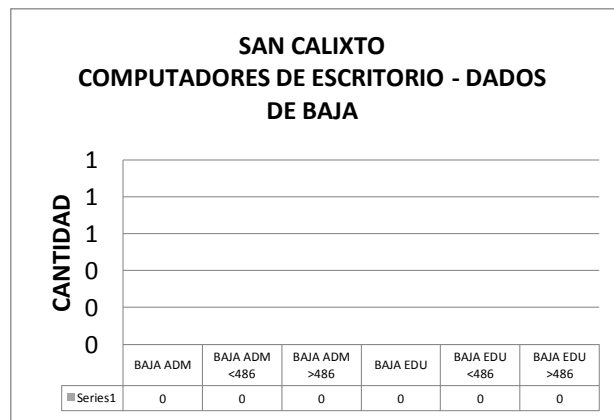 SAN CALIXTO
COMPUTADORES DE ESCRITORIO - DADOS
DE BAJA
CANTIDAD
1
1
1
0
0
0
BAJA ADM
BAJA ADM
<486
BAJA ADM
>486
BAJA EDU
BAJA EDU
<486
BAJA EDU
>486
Series1 0 0 0 0 0 0